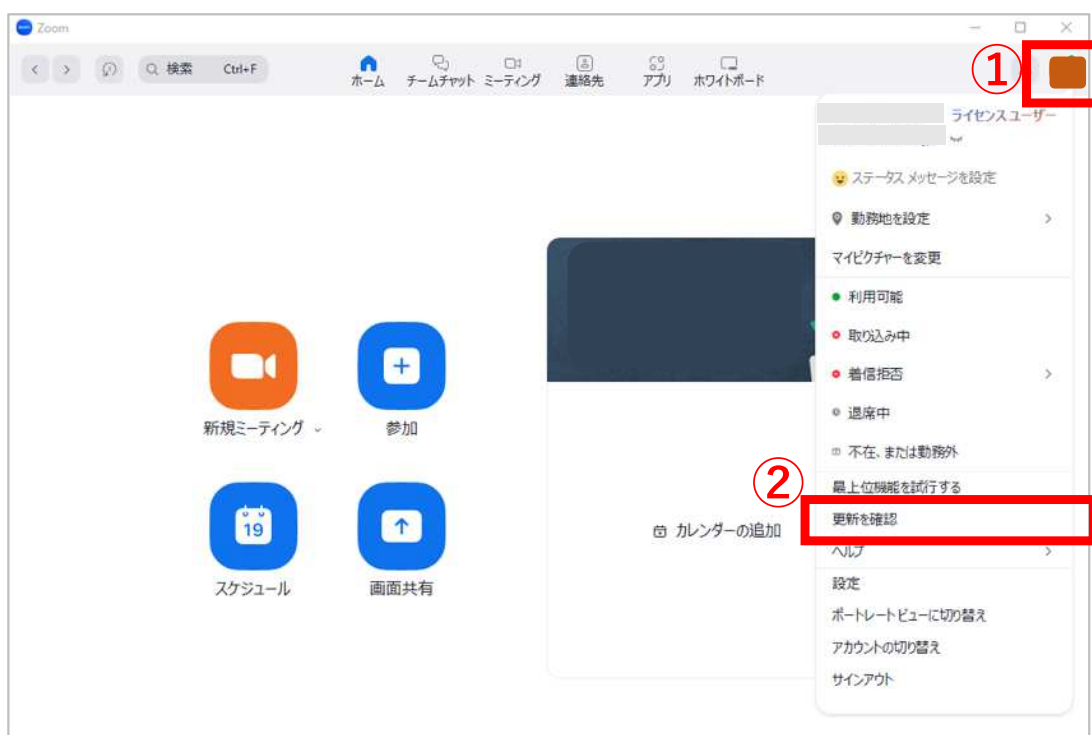 Zoom
検索 Ctrl+F
ホーム チームチャット ミーティング 連絡先 アプリ ホワイトボード
①
ライセンスユーザー
ステータス メッセージを設定
勤務地を設定
マイピクチャーを変更
利用可能
取り込み中
着信拒否
退席中
不在、または勤務外
②
最上位機能を試行する
更新を確認
ヘルプ
設定
ポートレートビューに切り替え
アカウントの切り替え
サインアウト
新規ミーティング
参加
19
スケジュール
画面共有
カレンダーの追加